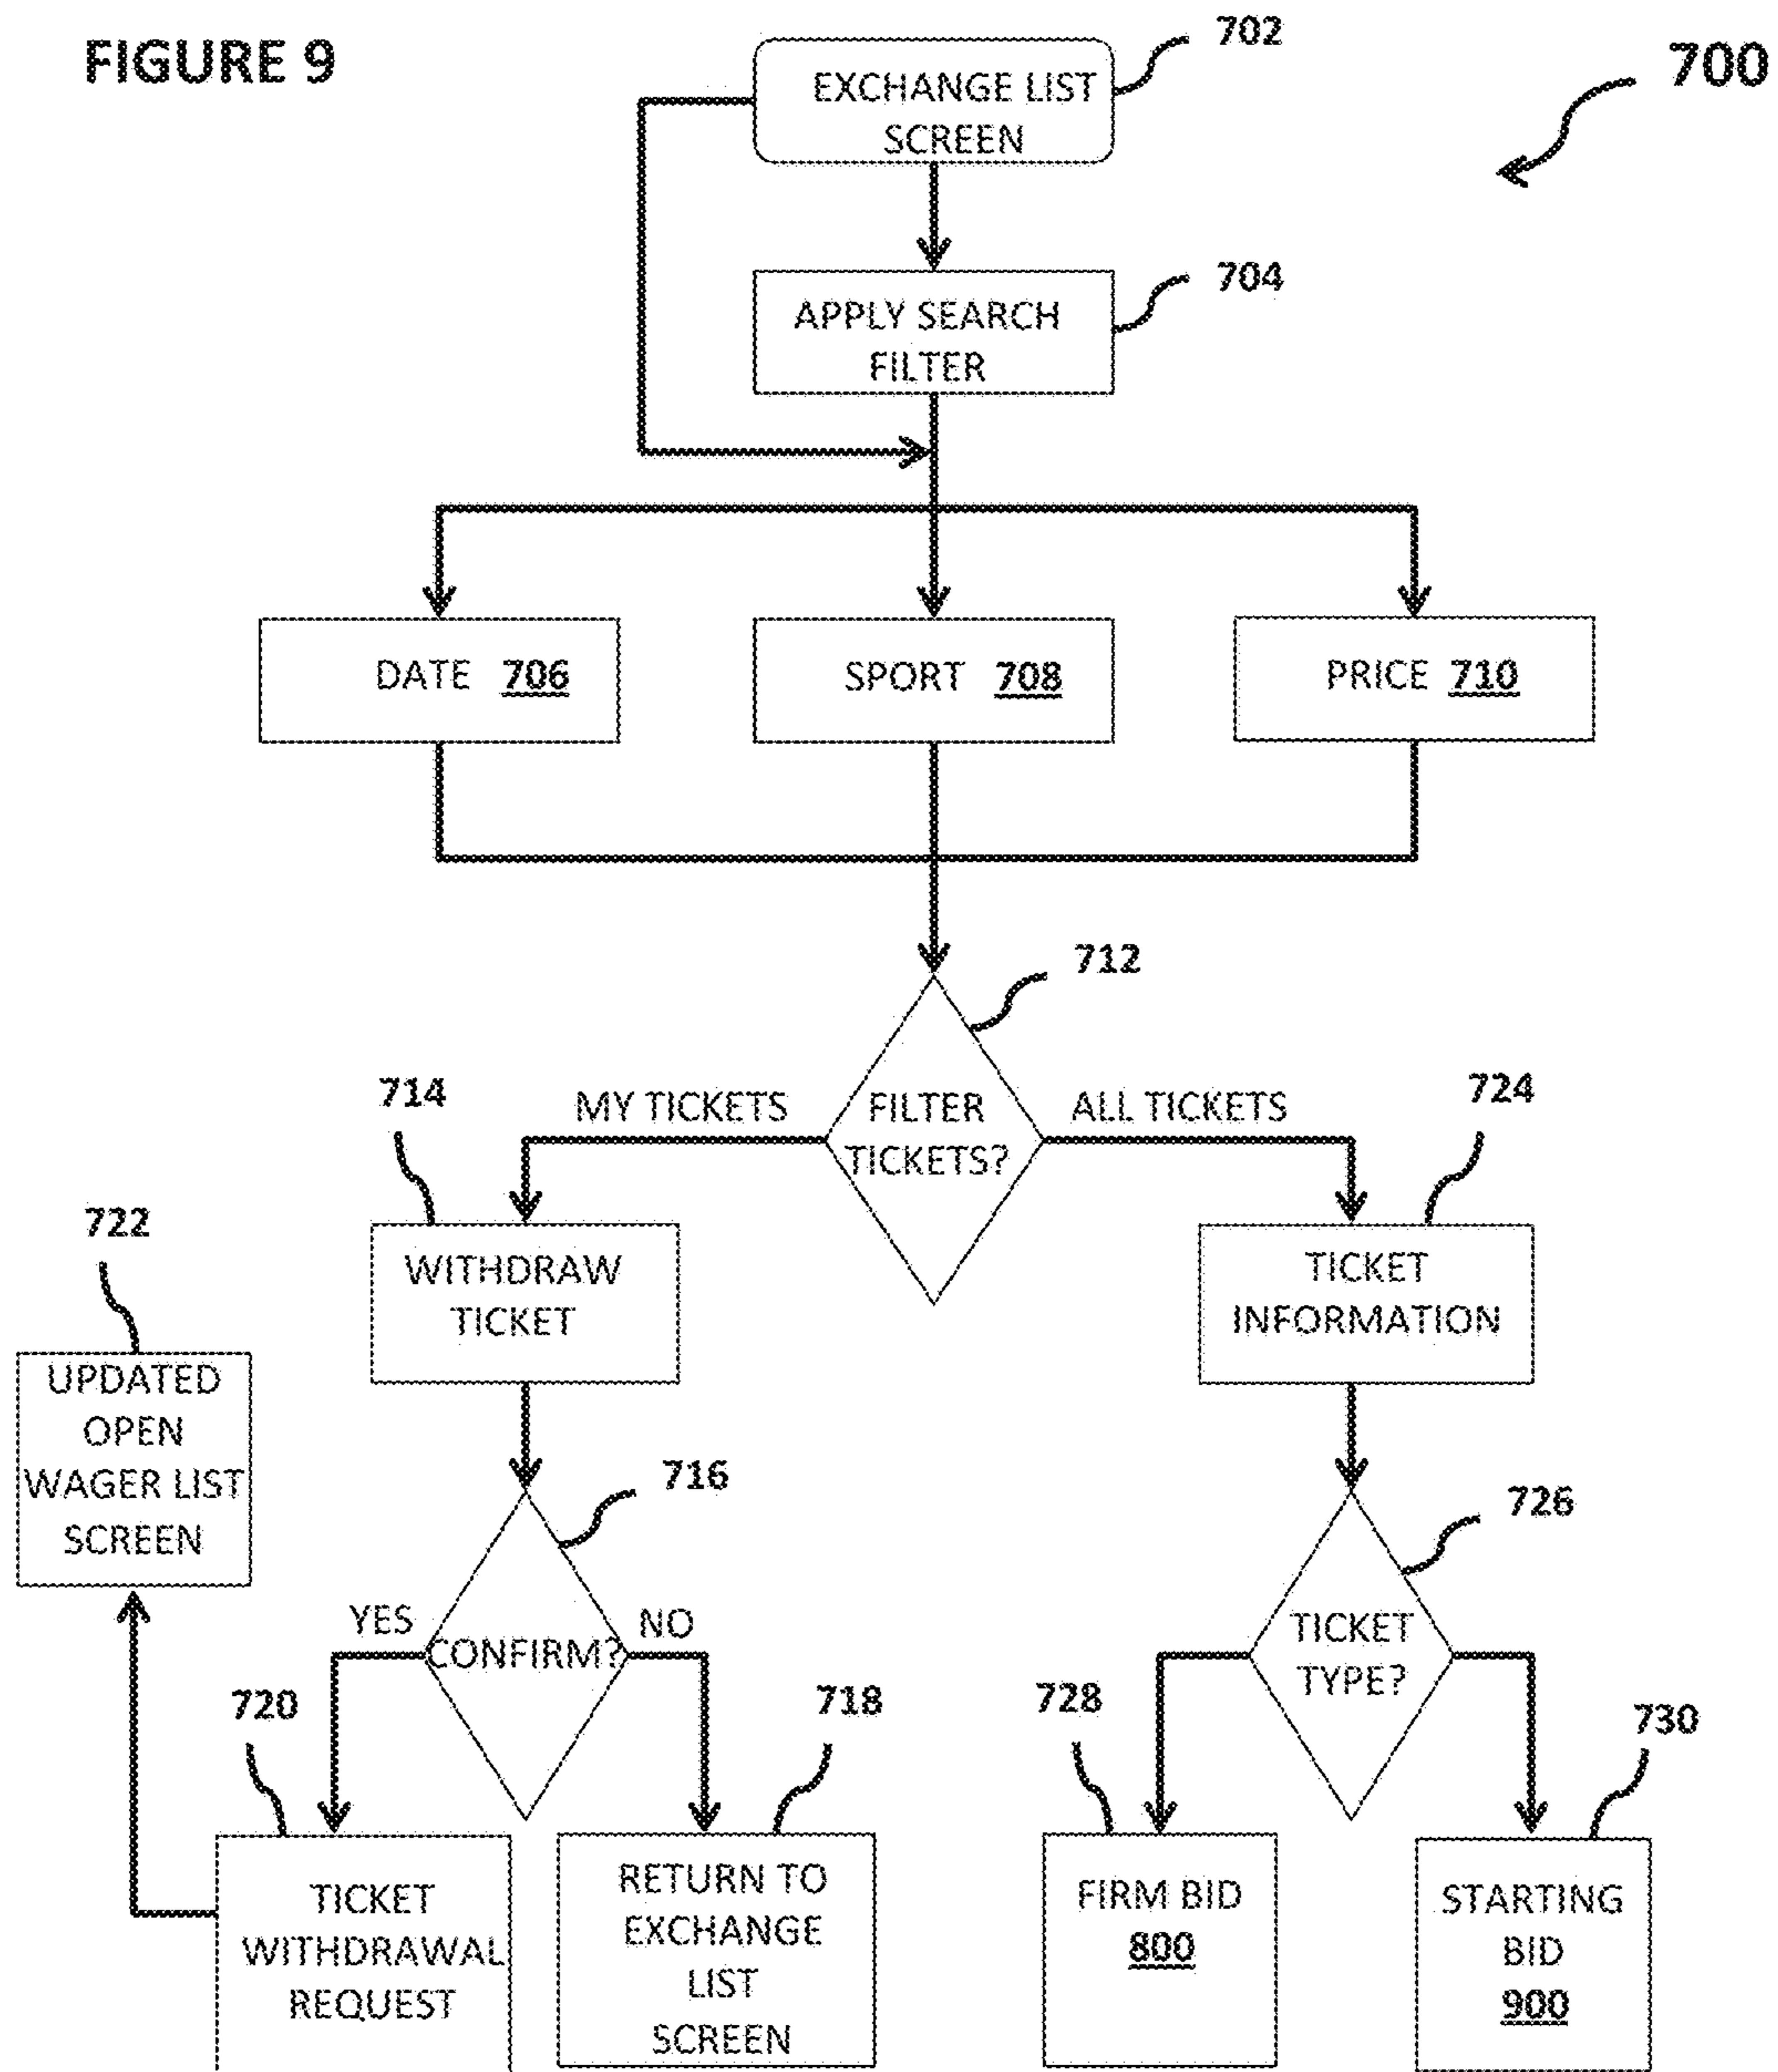 FIGURE 9
702
700
EXCHANGE LIST
SCREEN
704
APPLY SEARCH
FILTER
DATE 706
SPORT 708
PRICE 710
712
714
MY TICKETS
FILTER
TICKETS?
ALL TICKETS
724
722
WITHDRAW
TICKET
TICKET
INFORMATION
UPDATED
OPEN
WAGER LIST
SCREEN
716
726
YES
CONFIRM?
NO
TICKET
TYPE?
720
718
728
730
TICKET
WITHDRAWAL
REQUEST
RETURN TO
EXCHANGE
LIST
SCREEN
FIRM BID
800
STARTING
BID
900